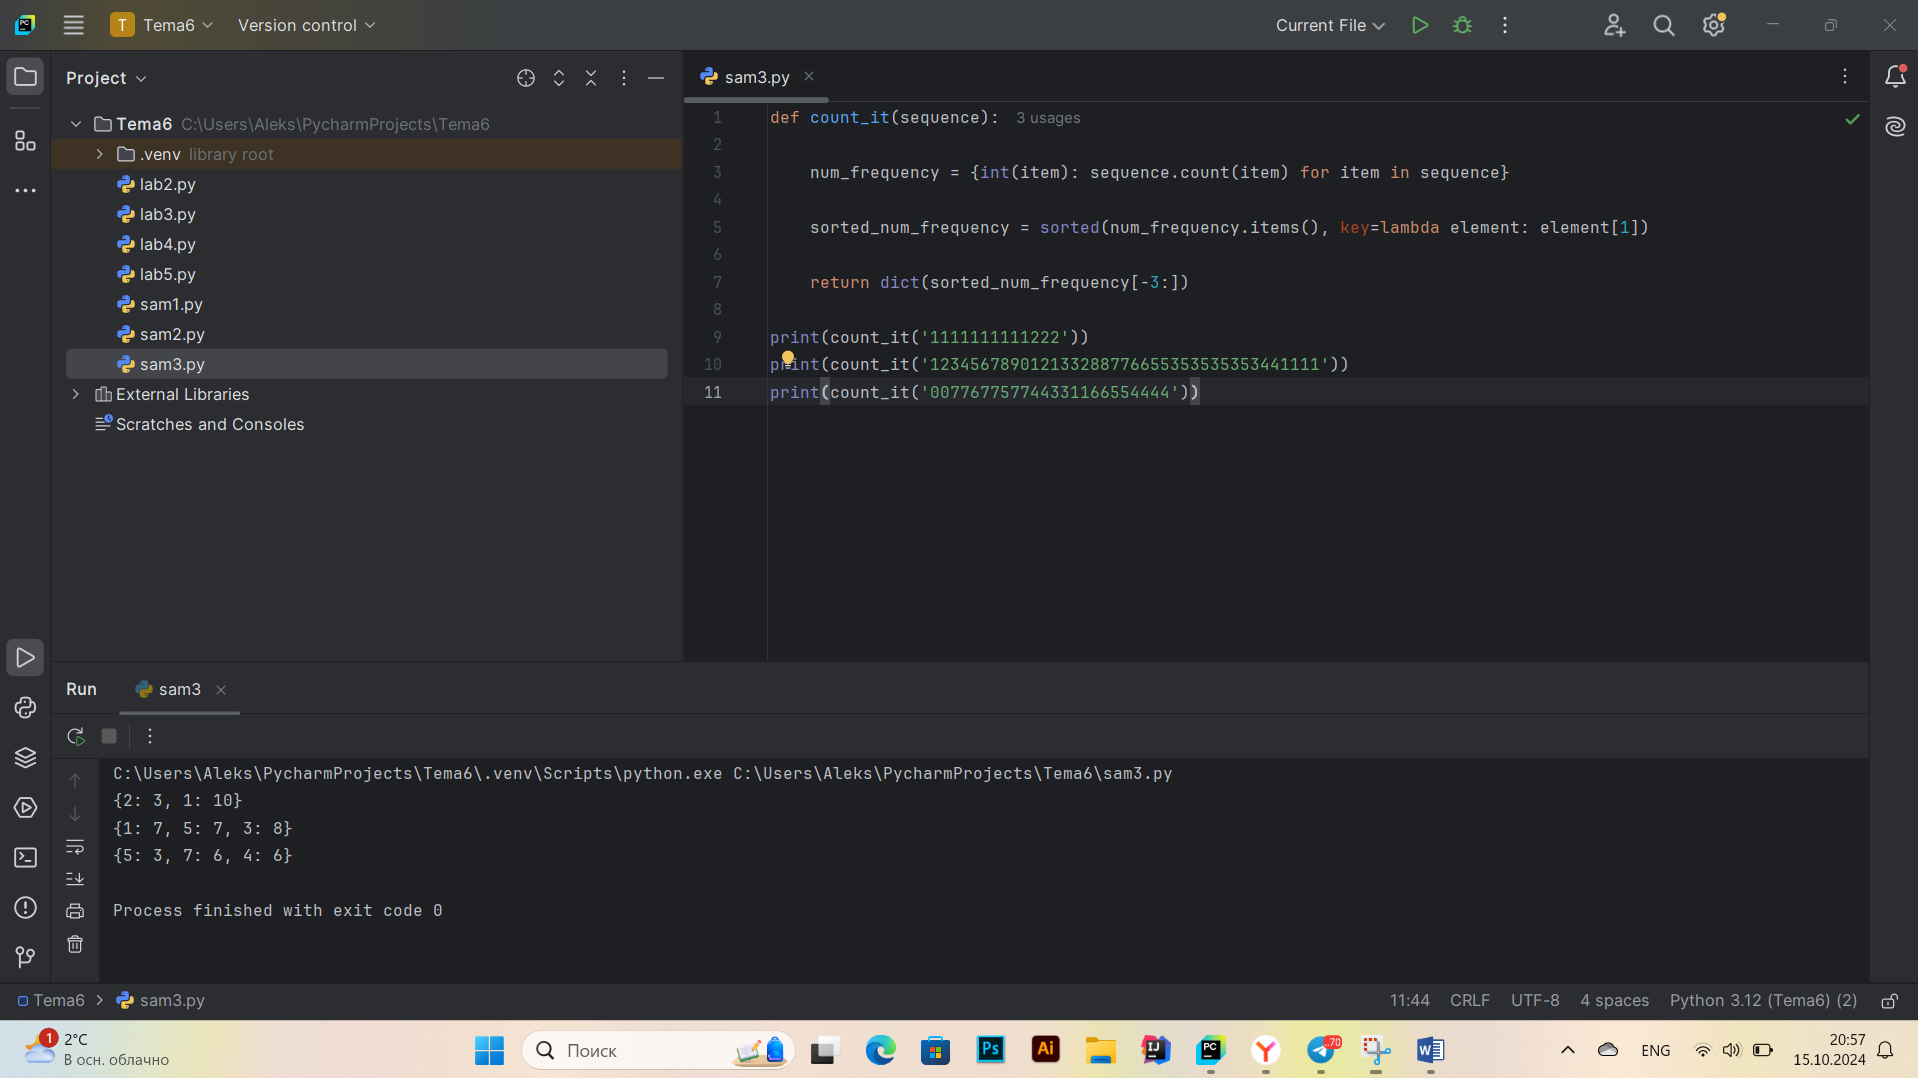 Tema6
Version control
Current File
Project
sam3.py
Tema6 C:\Users\Aleks\PycharmProjects\Tema6
.venv library root
lab2.py
lab3.py
lab4.py
lab5.py
sam1.py
sam2.py
sam3.py
External Libraries
Scratches and Consoles
1 def count_it(sequence): 3 usages
2
3 num_frequency = {int(item): sequence.count(item) for item in sequence}
4
5 sorted_num_frequency = sorted(num_frequency.items(), key=lambda element: element[1])
6
7 return dict(sorted_num_frequency[-3:])
8
9 print(count_it('1111111111222'))
10 print(count_it('123456789012133288776655353535353441111'))
11 print(count_it('007767757744331166554444'))
Run sam3
C:\Users\Aleks\PycharmProjects\Tema6\.venv\Scripts\python.exe C:\Users\Aleks\PycharmProjects\Tema6\sam3.py
{2: 3, 1: 10}
{1: 7, 5: 7, 3: 8}
{5: 3, 7: 6, 4: 6}
Process finished with exit code 0
Tema6 sam3.py
11:44 CRLF UTF-8 4 spaces Python 3.12 (Tema6) (2)
1
2°C
В осн. облачно
Поиск
Ps
Ai
IJ
PC
70
ENG
20:57
15.10.2024